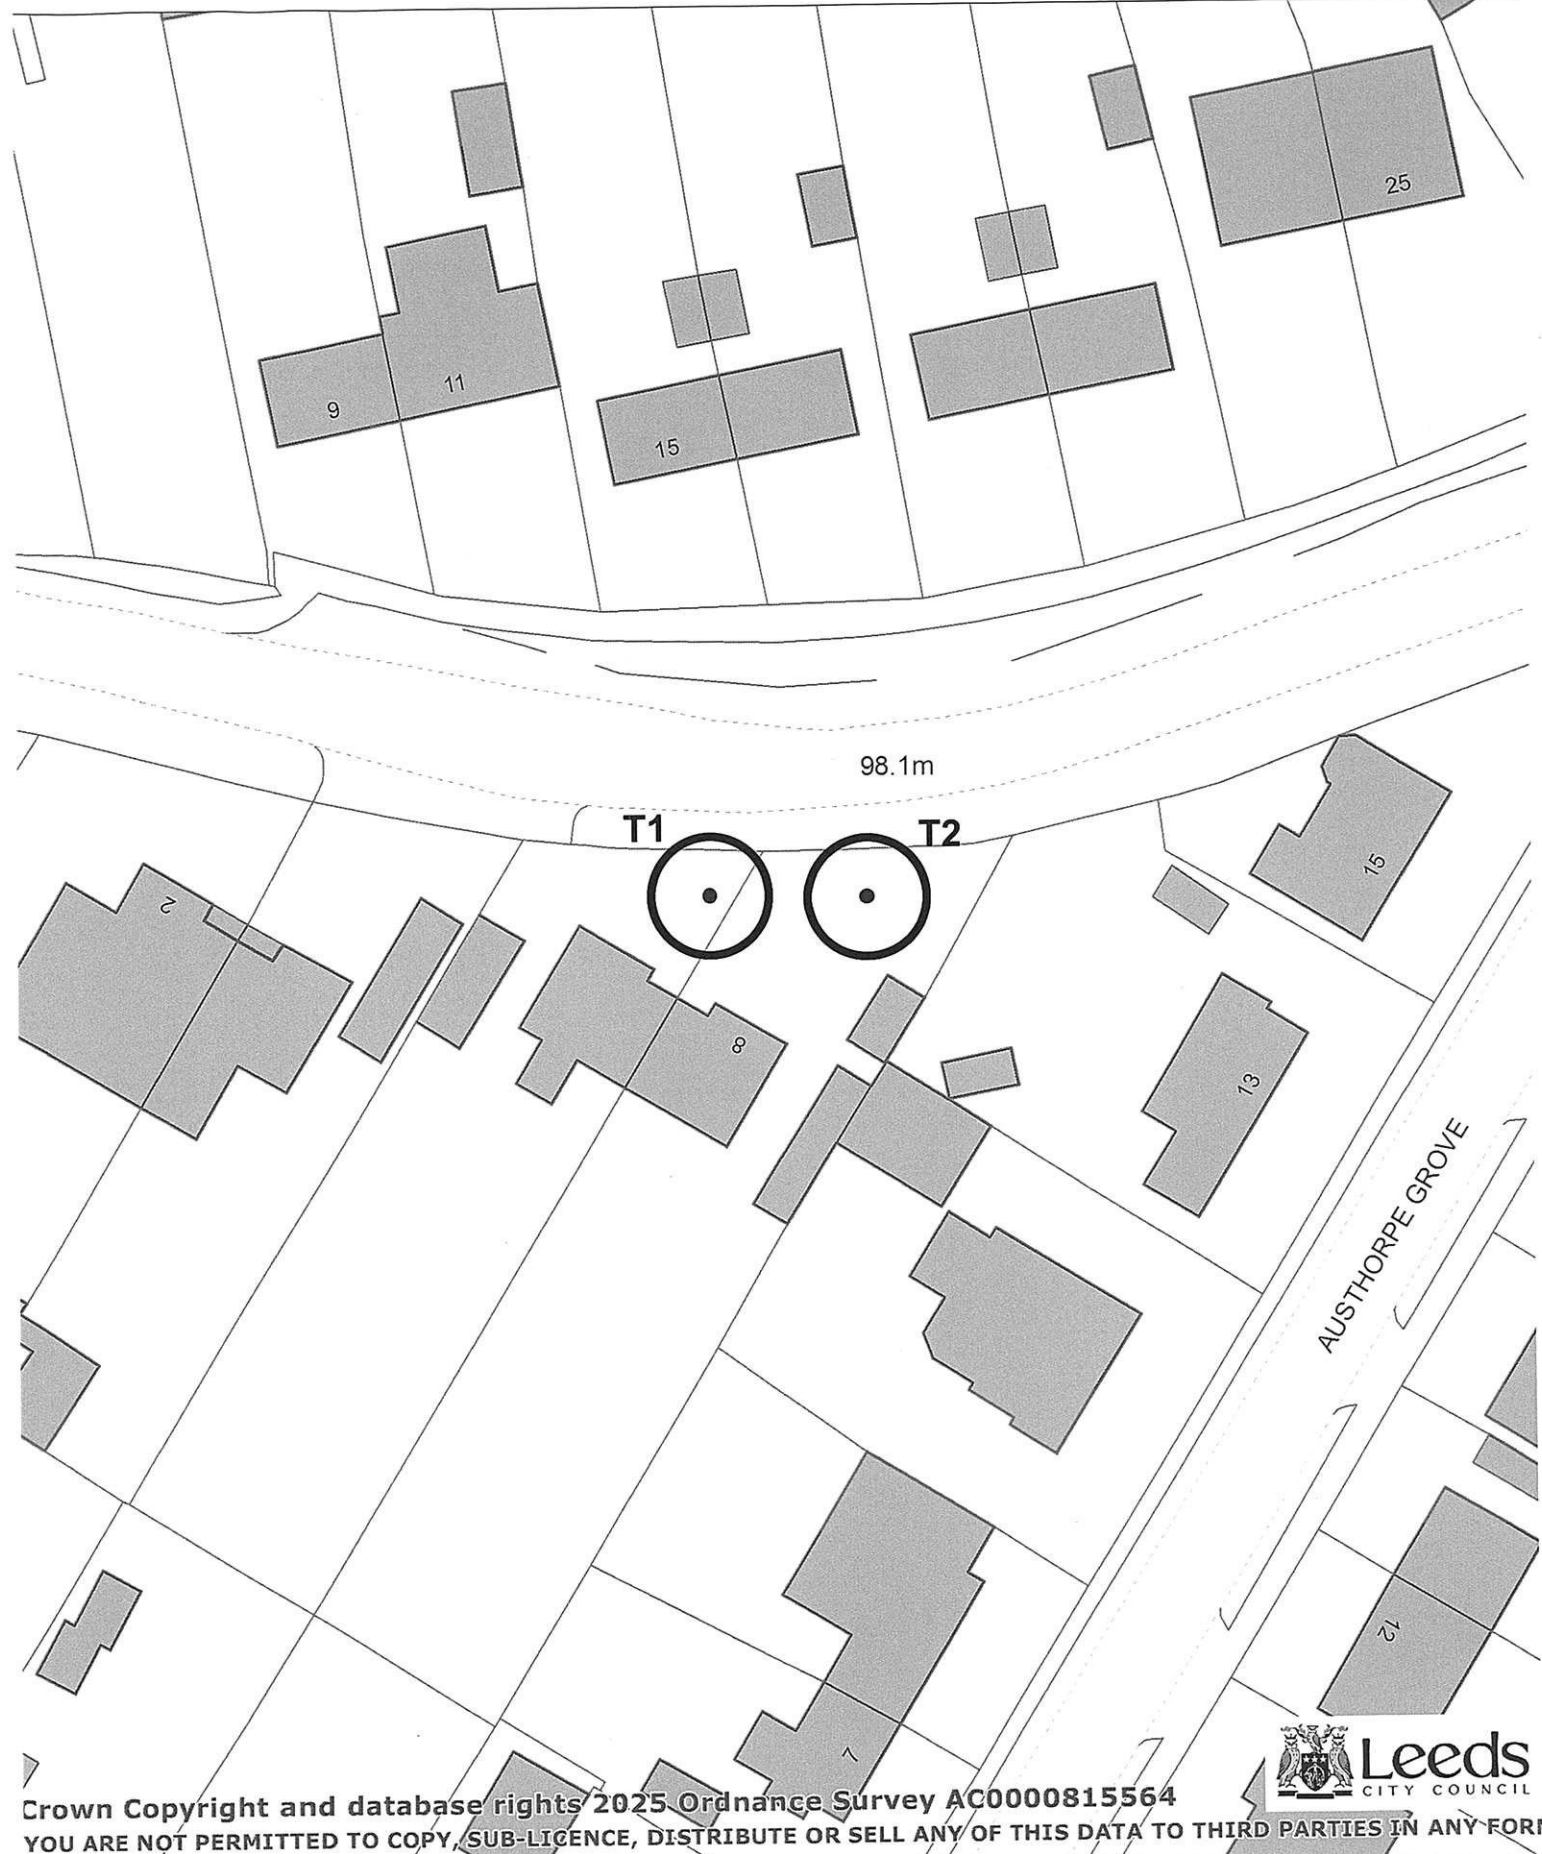 25
11
9
15
98.1m
T1
T2
15
2
8
13
AUSTHORPE GROVE
12
7
Leeds
CITY COUNCIL
Crown Copyright and database rights 2025 Ordnance Survey AC0000815564
YOU ARE NOT PERMITTED TO COPY, SUB-LICENCE, DISTRIBUTE OR SELL ANY OF THIS DATA TO THIRD PARTIES IN ANY FORM